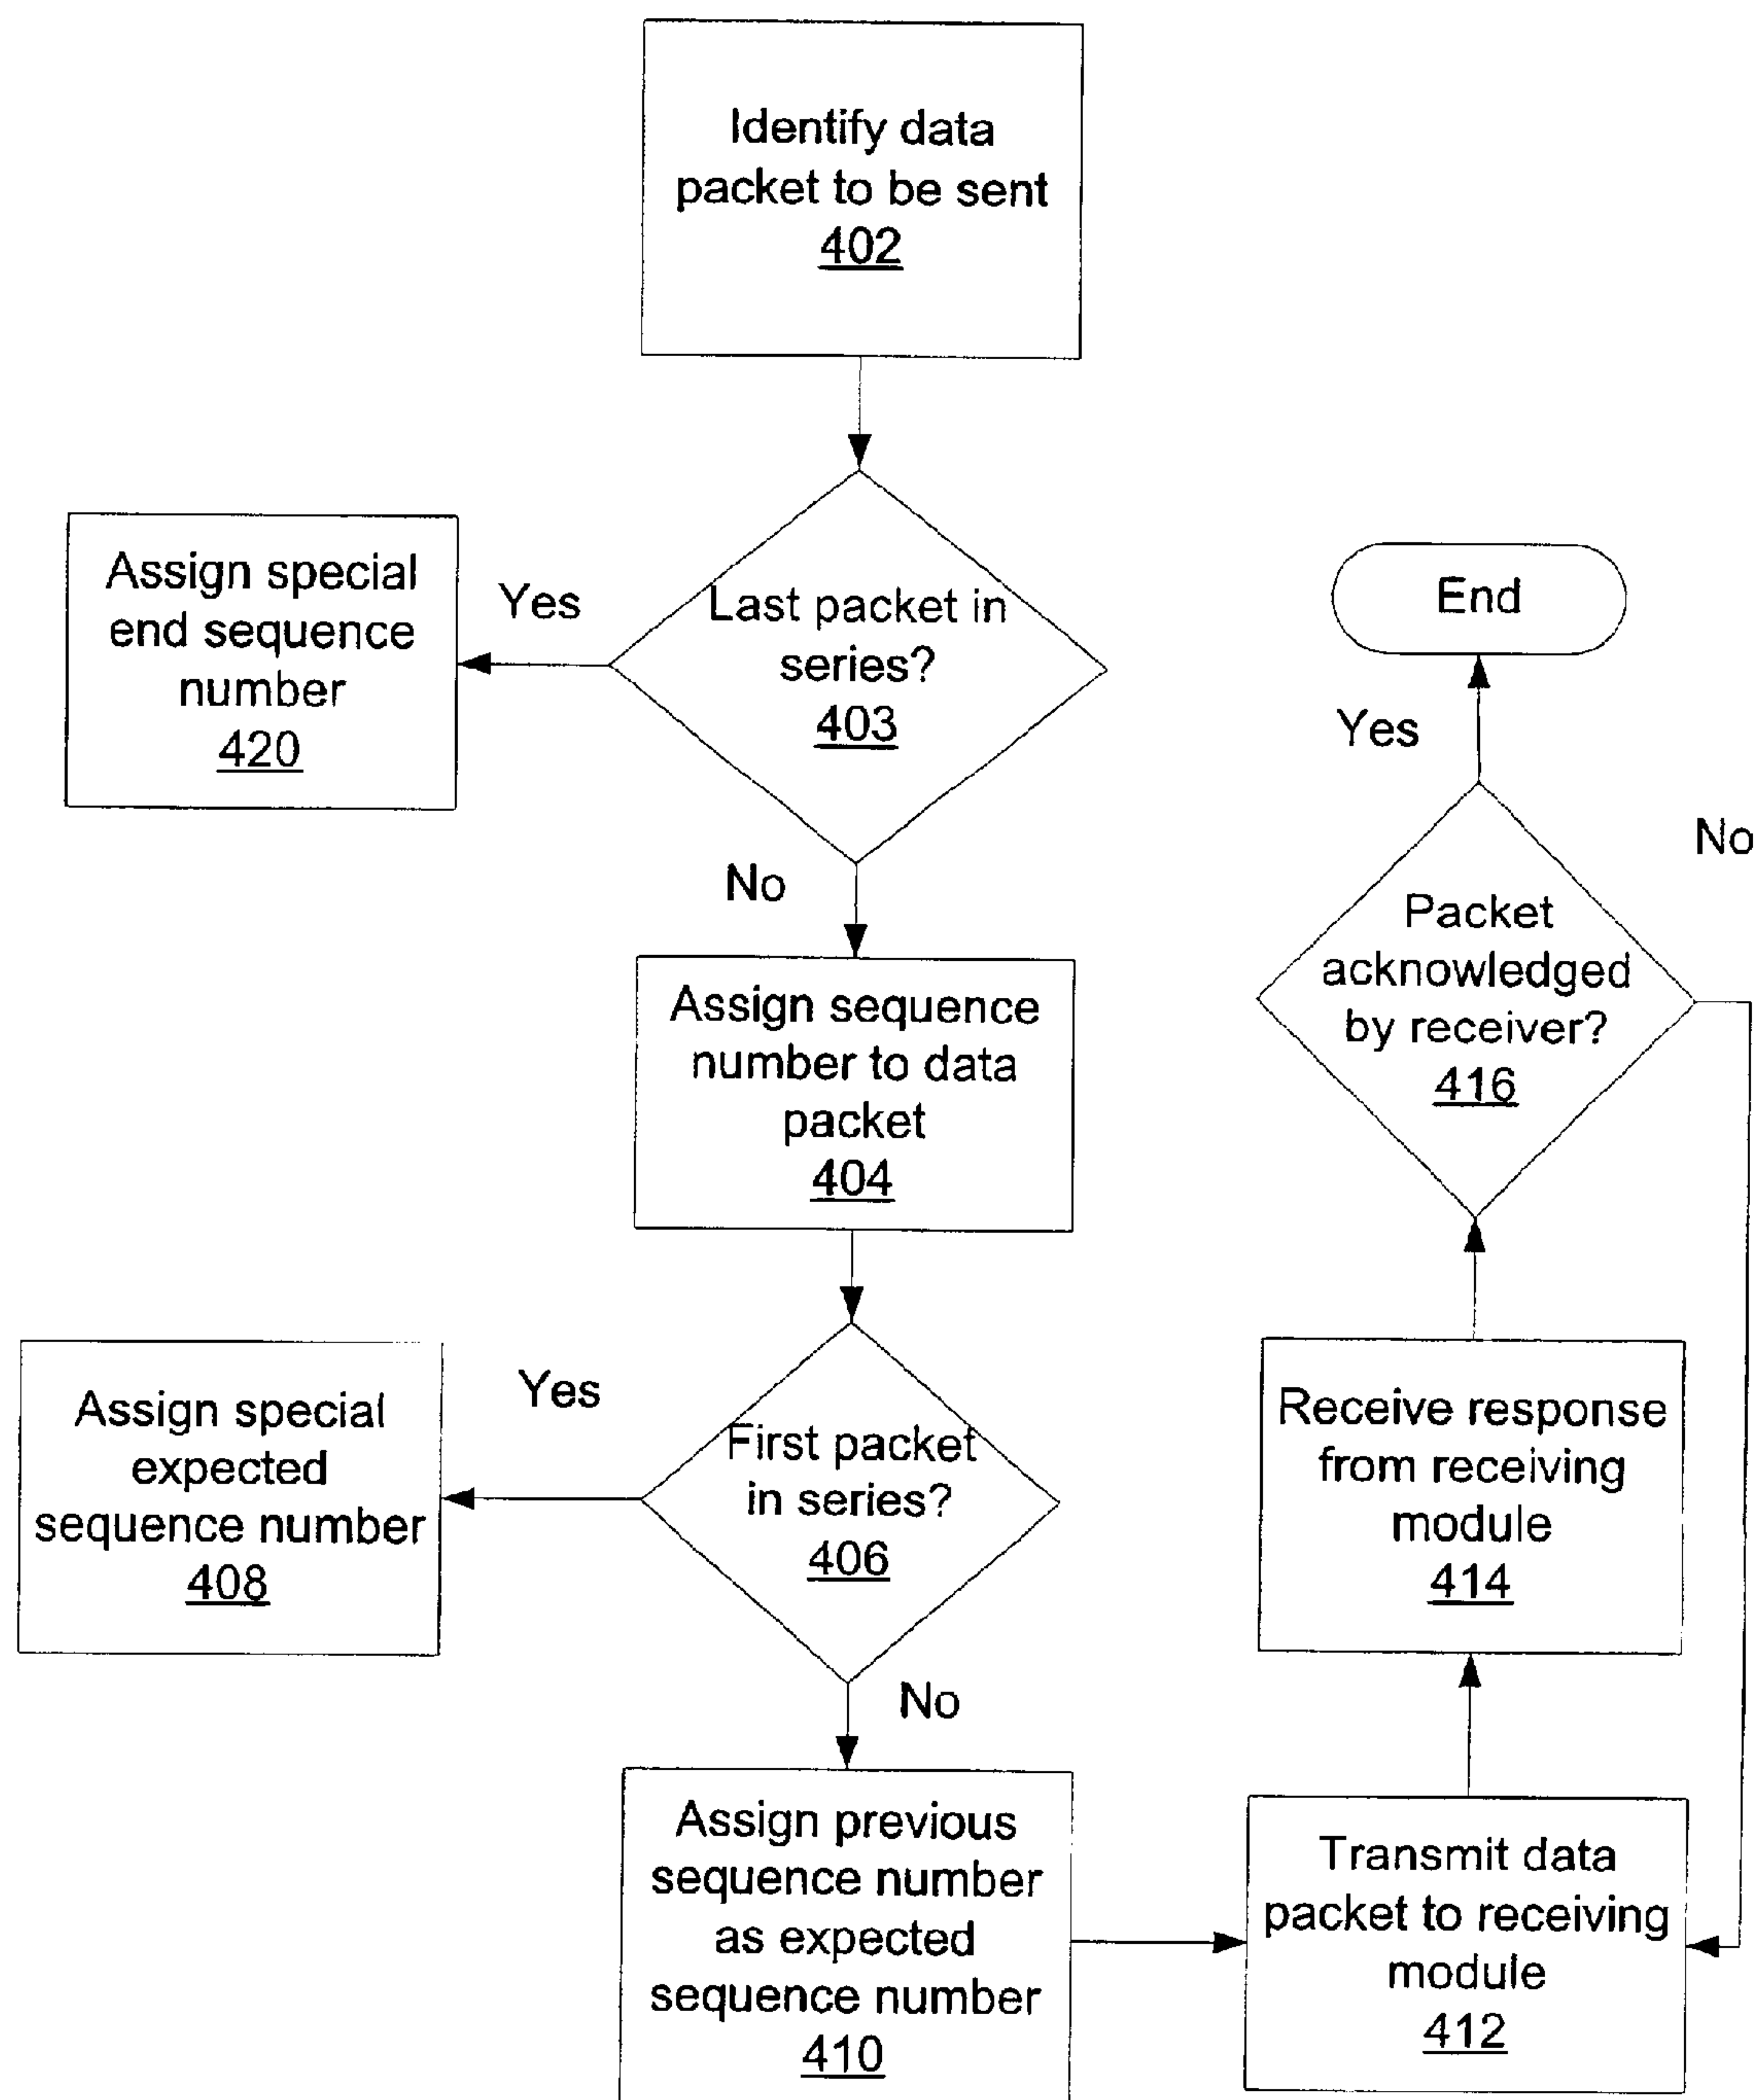 Identify data
packet to be sent
402
Last packet in
series?
403
Yes
Assign special
end sequence
number
420
No
Assign sequence
number to data
packet
404
First packet
in series?
406
Yes
Assign special
expected
sequence number
408
No
Assign previous
sequence number
as expected
sequence number
410
Transmit data
packet to receiving
module
412
Receive response
from receiving
module
414
Packet
acknowledged
by receiver?
416
No
Yes
End